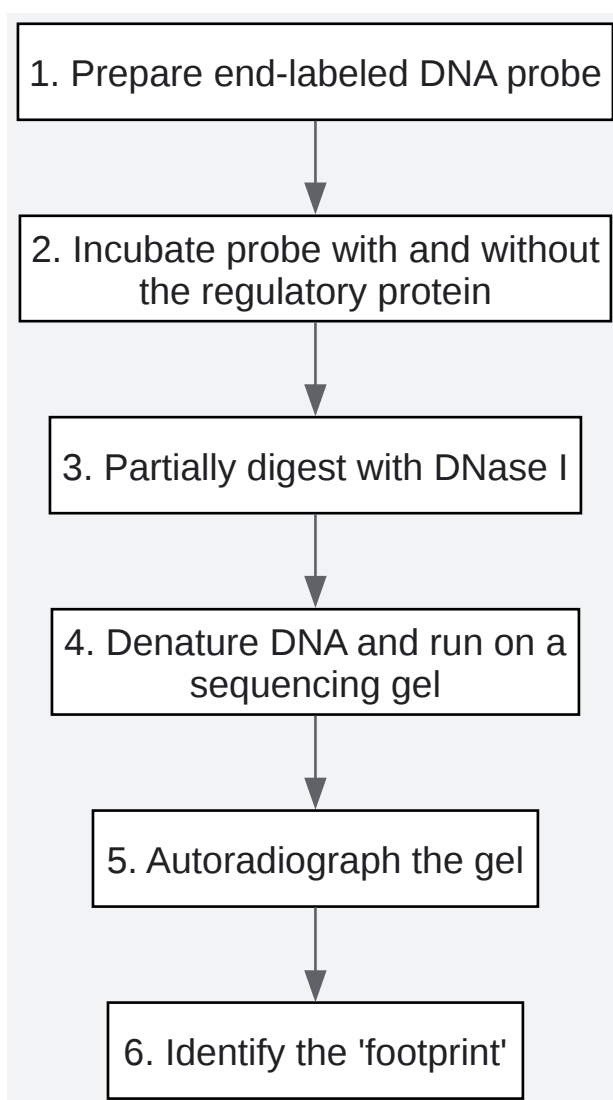 1. Prepare end-labeled DNA probe
2. Incubate probe with and without
the regulatory protein
3. Partially digest with DNase I
4. Denature DNA and run on a
sequencing gel
5. Autoradiograph the gel
6. Identify the 'footprint'